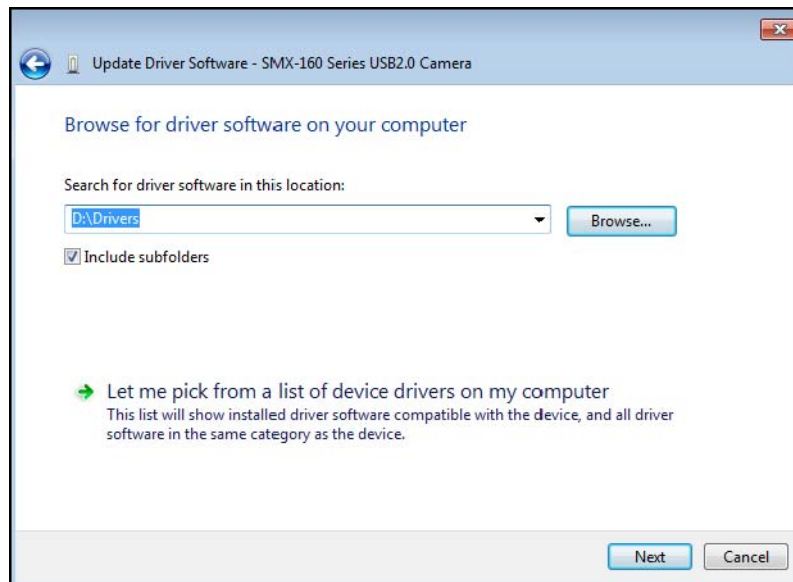 Update Driver Software - SMX-160 Series USB2.0 Camera
Browse for driver software on your computer
Search for driver software in this location:
D:\Drivers
Browse...
Include subfolders
Let me pick from a list of device drivers on my computer
This list will show installed driver software compatible with the device, and all driver
software in the same category as the device.
Next
Cancel